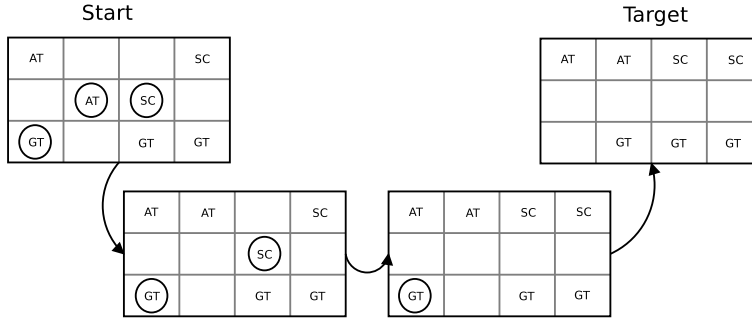 Start
AT SC
AT SC
GT GT GT
Target
AT AT SC SC
GT GT GT
AT AT SC
SC
GT GT GT
AT AT SC SC
GT GT GT